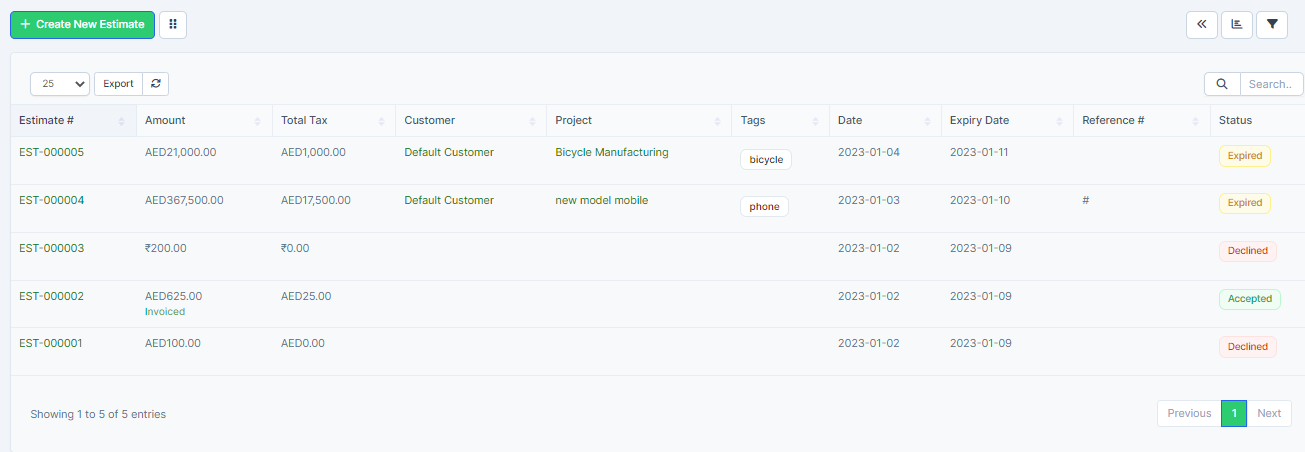 + Create New Estimate
25 Export
Search..
Estimate # Amount Total Tax Customer Project Tags Date Expiry Date Reference # Status
EST-000005 AED21,000.00 AED1,000.00 Default Customer Bicycle Manufacturing bicycle 2023-01-04 2023-01-11 Expired
EST-000004 AED367,500.00 AED17,500.00 Default Customer new model mobile phone 2023-01-03 2023-01-10 # Expired
EST-000003 ₹200.00 ₹0.00 2023-01-02 2023-01-09 Declined
EST-000002 AED625.00 AED25.00 2023-01-02 2023-01-09 Accepted
Invoiced
EST-000001 AED100.00 AED0.00 2023-01-02 2023-01-09 Declined
Showing 1 to 5 of 5 entries Previous 1 Next